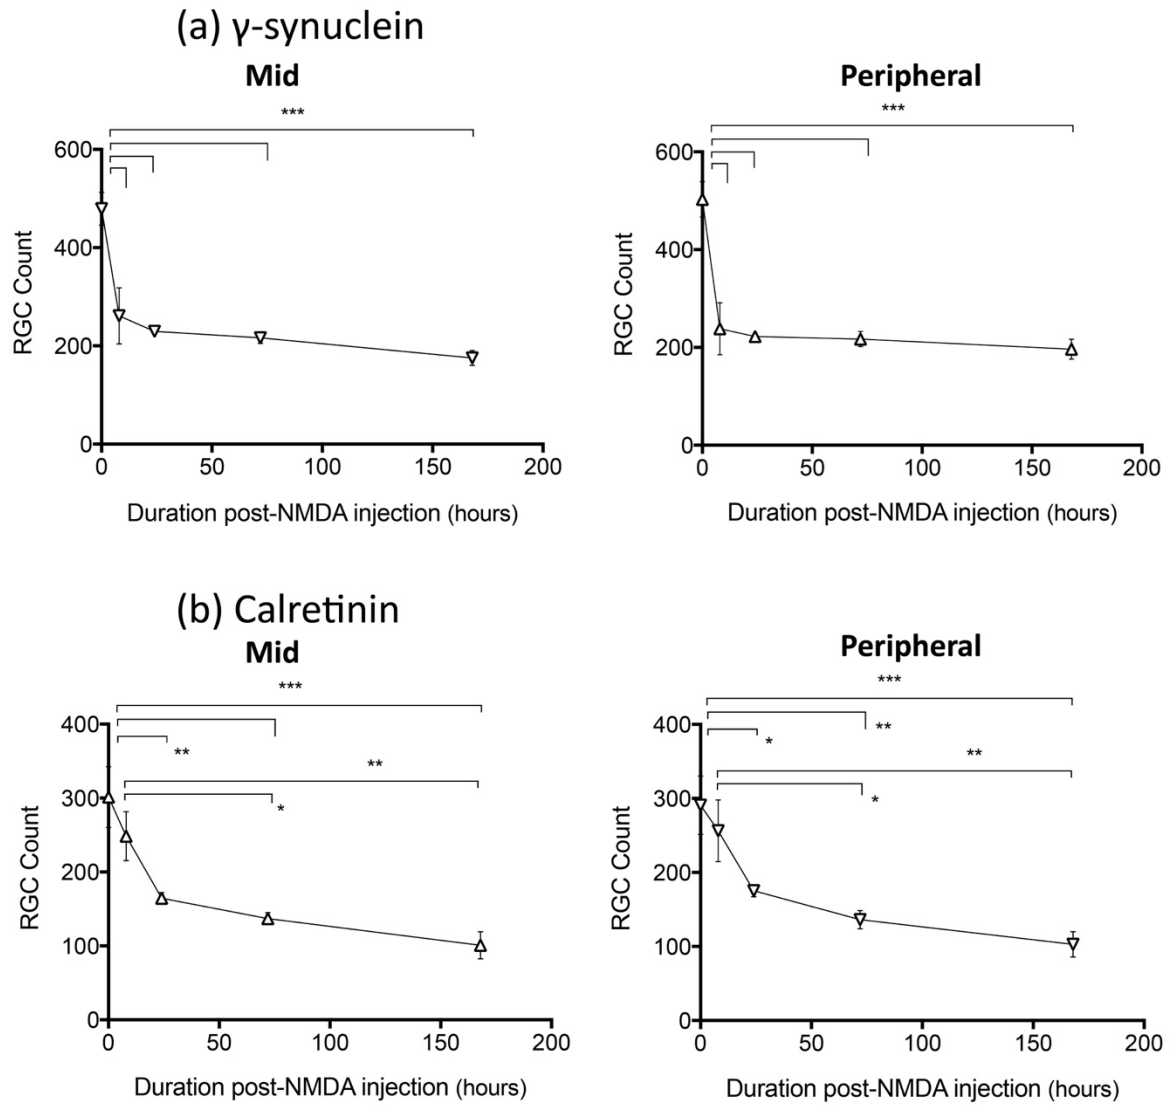 (a) γ-synuclein
Mid
***
600
400
200
0
0 50 100 150 200
RGC Count
Duration post-NMDA injection (hours)
Peripheral
***
600
400
200
0
0 50 100 150 200
RGC Count
Duration post-NMDA injection (hours)
(b) Calretinin
Mid
***
**
**
*
400
300
200
100
0
0 50 100 150 200
RGC Count
Duration post-NMDA injection (hours)
Peripheral
***
**
*
**
*
400
300
200
100
0
0 50 100 150 200
RGC Count
Duration post-NMDA injection (hours)